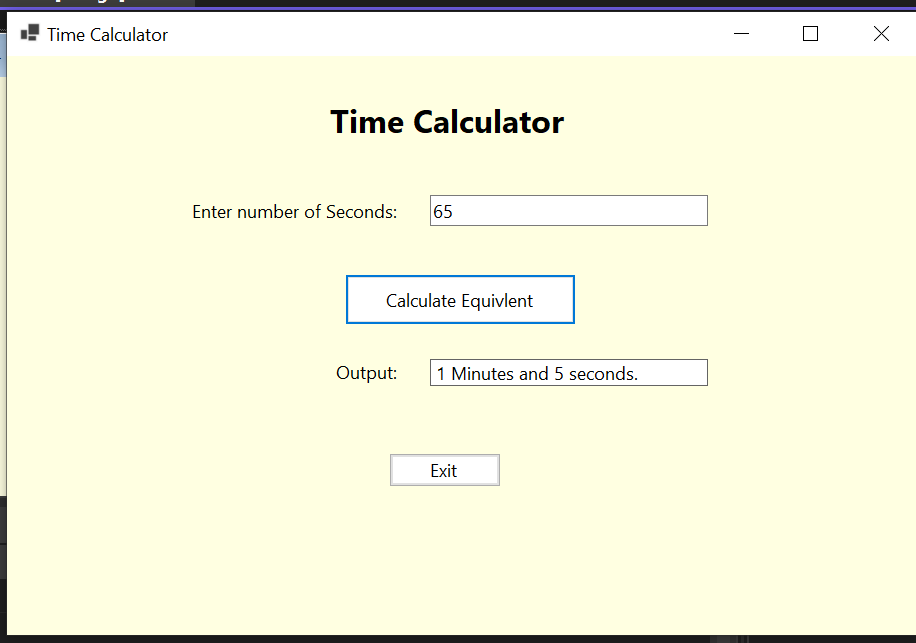 Time Calculator
Time Calculator
Enter number of Seconds: 65
Calculate Equivlent
Output: 1 Minutes and 5 seconds.
Exit